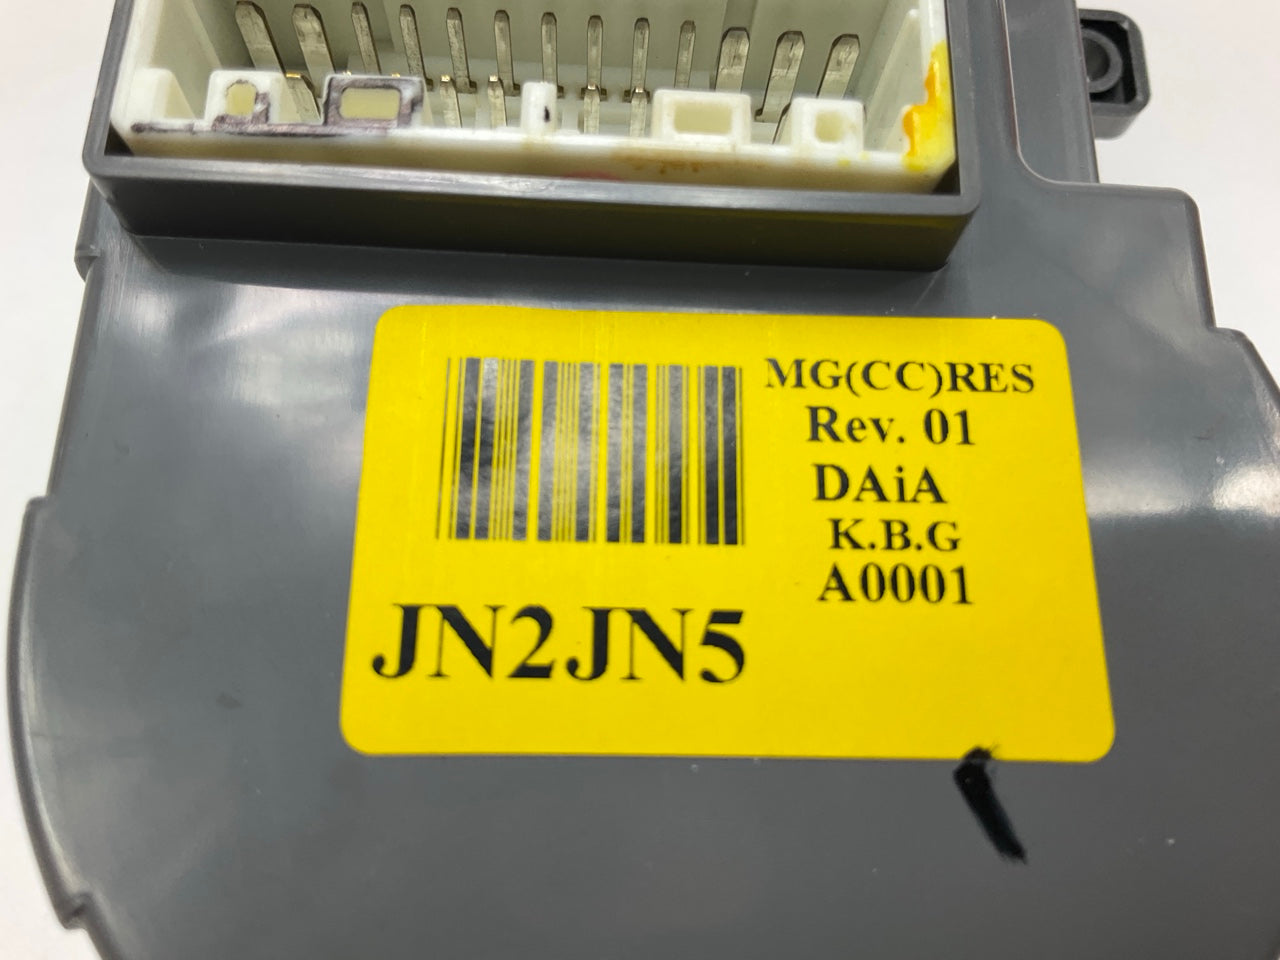 MG(CC)RES
Rev. 01
DAiA
K.B.G
A0001
JN2JN5